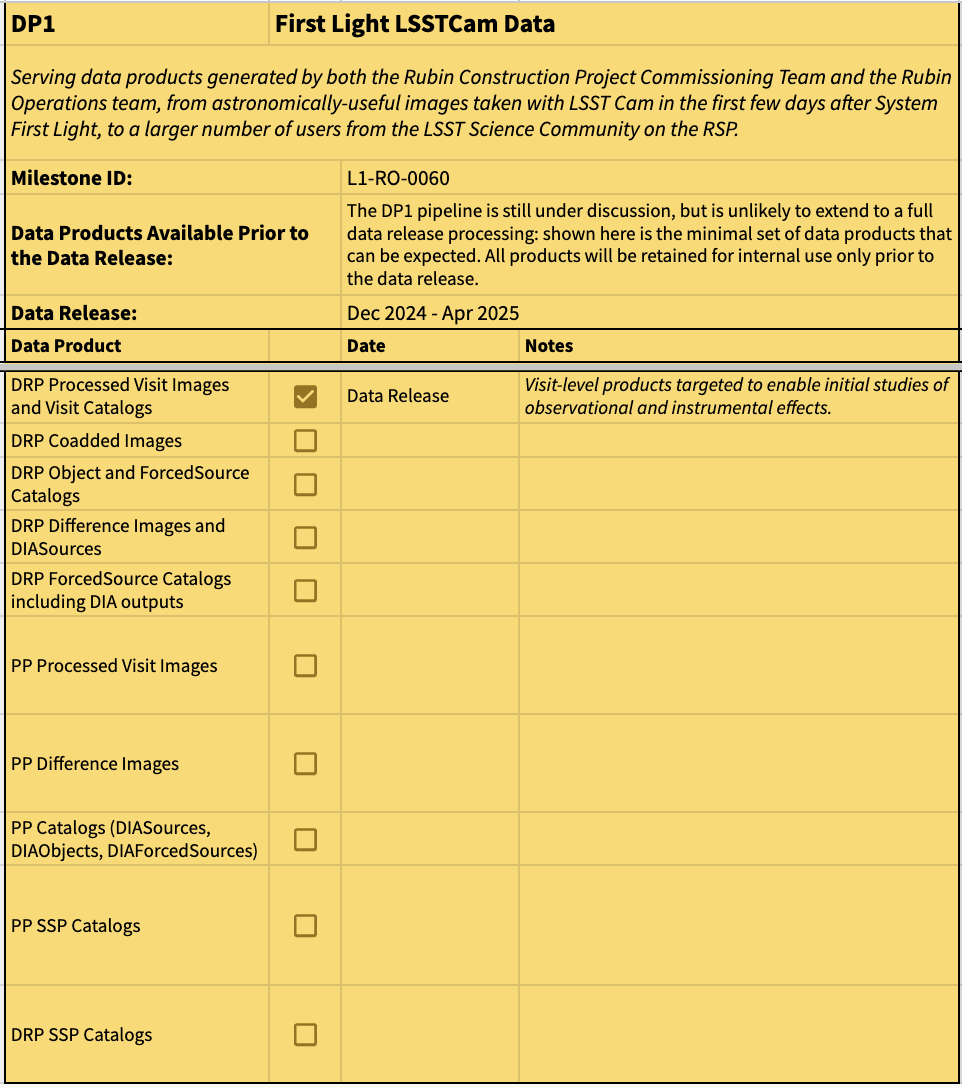 DP1
First Light LSSTCam Data
Serving data products generated by both the Rubin Construction Project Commissioning Team and the Rubin
Operations team, from astronomically-useful images taken with LSST Cam in the first few days after System
First Light, to a larger number of users from the LSST Science Community on the RSP.
Milestone ID:
L1-RO-0060
Data Products Available Prior to
the Data Release:
The DP1 pipeline is still under discussion, but is unlikely to extend to a full
data release processing: shown here is the minimal set of data products that
can be expected. All products will be retained for internal use only prior to
the data release.
Data Release:
Dec 2024 - Apr 2025
Data Product
Date
Notes
DRP Processed Visit Images
and Visit Catalogs
Data Release
Visit-level products targeted to enable initial studies of
observational and instrumental effects.
DRP Coadded Images
DRP Object and ForcedSource
Catalogs
DRP Difference Images and
DIASources
DRP ForcedSource Catalogs
including DIA outputs
PP Processed Visit Images
PP Difference Images
PP Catalogs (DIASources,
DIAObjects, DIAForcedSources)
PP SSP Catalogs
DRP SSP Catalogs